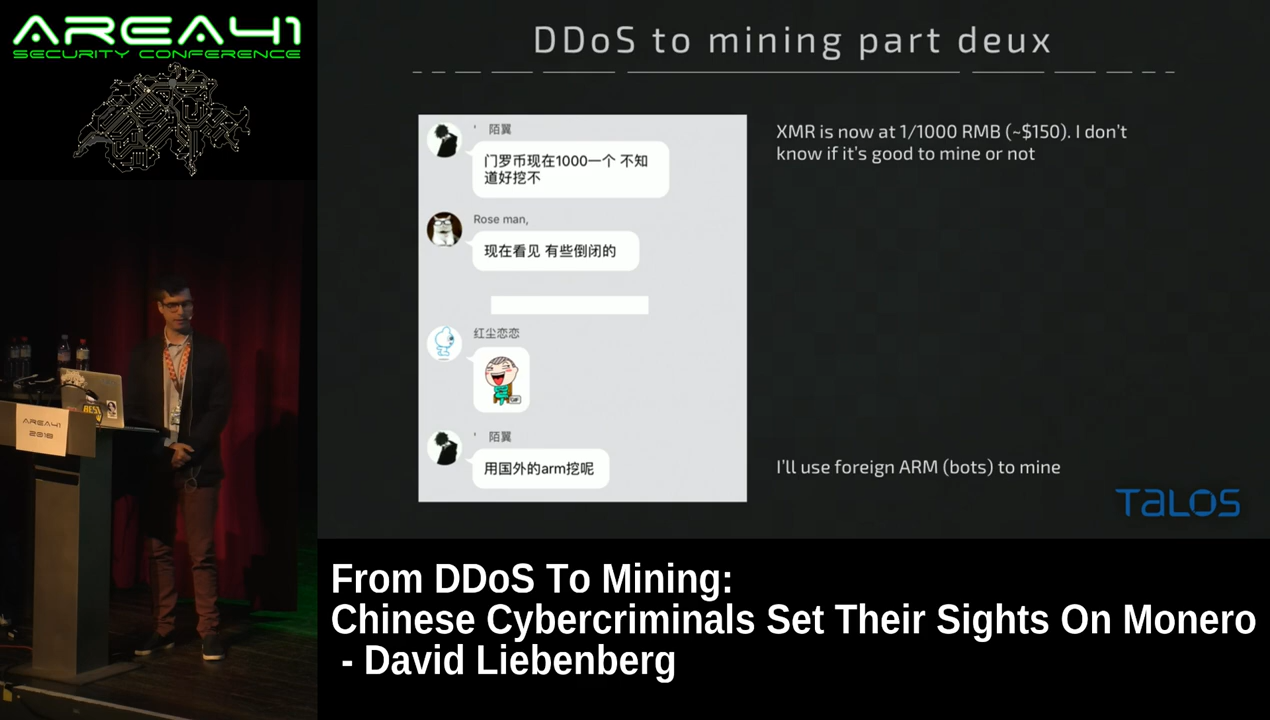 AREA41
SECURITY CONFERENCE
DDoS to mining part deux
' 陌翼
门罗币现在1000一个 不知
道好挖不
XMR is now at 1/1000 RMB (~$150). I don't
know if it's good to mine or not
Rose man,
现在看见 有些倒闭的
红尘恋恋
GIF
' 陌翼
用国外的arm挖呢
I'll use foreign ARM (bots) to mine
TALOS
BEST
AREA41
2018
From DDoS To Mining:
Chinese Cybercriminals Set Their Sights On Monero
- David Liebenberg